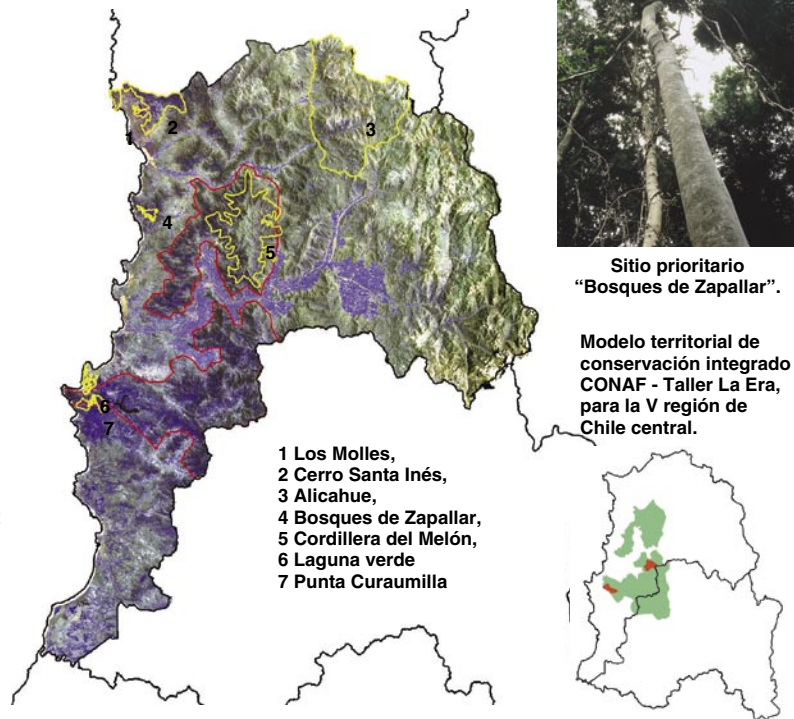 1
2
3
4
5
6
7
Sitio prioritario
“Bosques de Zapallar”.
Modelo territorial de
conservación integrado
CONAF - Taller La Era,
para la V región de
Chile central.
1 Los Molles,
2 Cerro Santa Inés,
3 Alicahue,
4 Bosques de Zapallar,
5 Cordillera del Melón,
6 Laguna verde
7 Punta Curaumilla